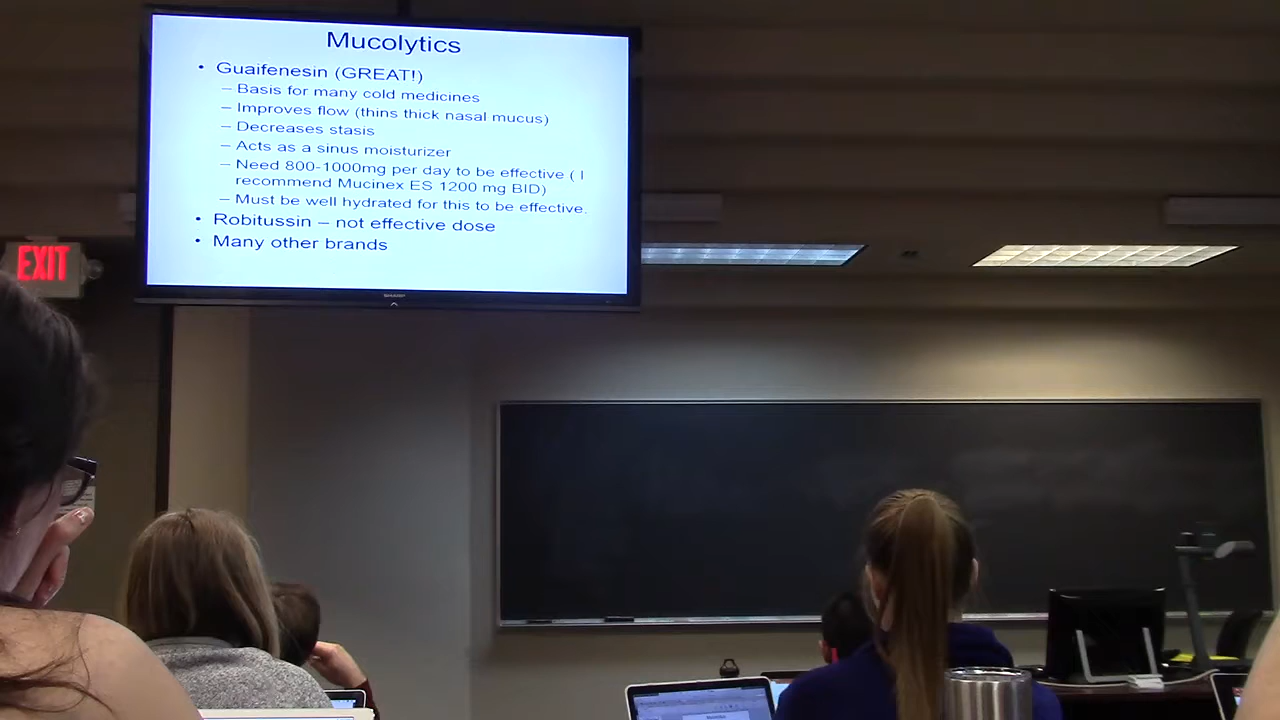 Mucolytics
• Guaifenesin (GREAT!)
– Basis for many cold medicines
– Improves flow (thins thick nasal mucus)
– Decreases stasis
– Acts as a sinus moisturizer
– Need 800-1000mg per day to be effective ( I
recommend Mucinex ES 1200 mg BID)
– Must be well hydrated for this to be effective.
• Robitussin – not effective dose
• Many other brands
SHARP
EXIT